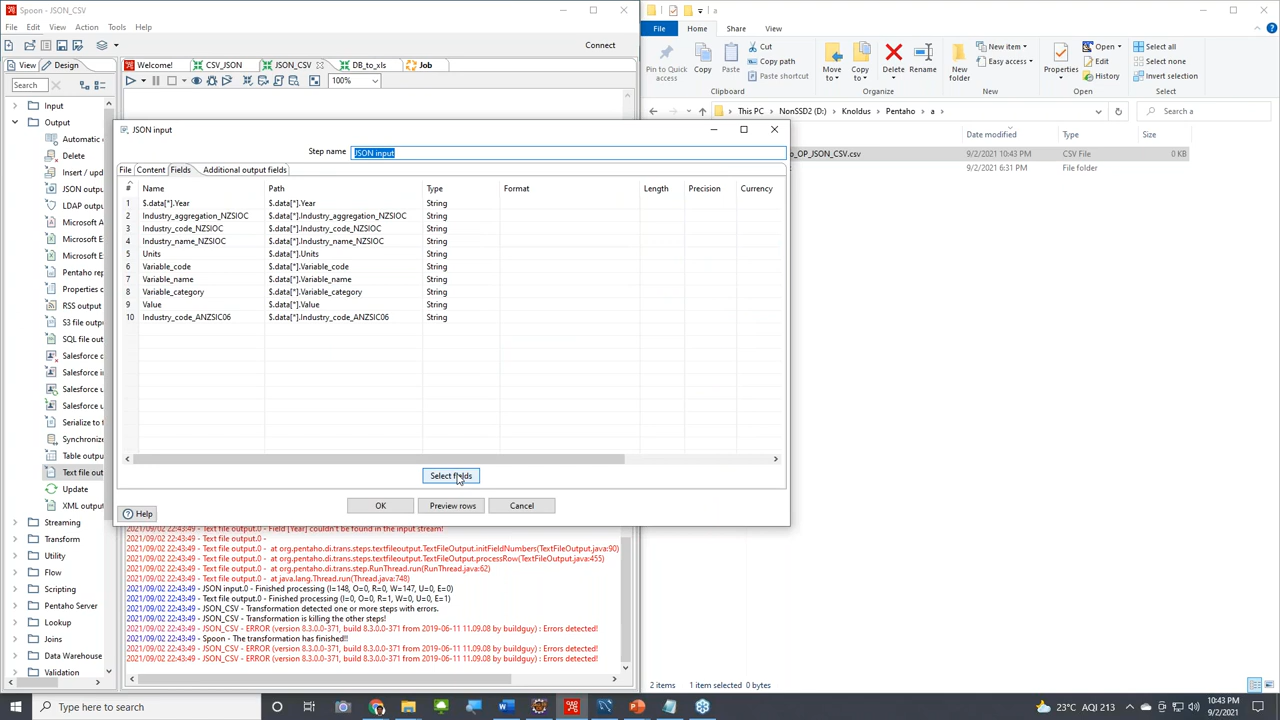 Spoon - JSON_CSV
File Edit View Action Tools Help
Connect
View Design
Welcome! CSV_JSON JSON_CSV DB_to_xls Job
Search
100%
Input
Output
Automatic
Delete
Insert / upd
JSON outpu
LDAP outpu
Microsoft A
Microsoft Ex
Microsoft Ex
Pentaho rep
Properties o
RSS output
S3 file outp
SQL file out
Salesforce d
Salesforce in
Salesforce u
Salesforce u
Serialize to f
Synchronize
Table outpu
Text file out
Update
XML output
Streaming
Transform
Utility
Flow
Scripting
Pentaho Server
Lookup
Joins
Data Warehouse
Validation
JSON input
Step name JSON input
File Content Fields Additional output fields
# Name Path Type Format Length Precision Currency
1 $.data[*].Year $.data[*].Year String
2 Industry_aggregation_NZSIOC $.data[*].Industry_aggregation_NZSIOC String
3 Industry_code_NZSIOC $.data[*].Industry_code_NZSIOC String
4 Industry_name_NZSIOC $.data[*].Industry_name_NZSIOC String
5 Units $.data[*].Units String
6 Variable_code $.data[*].Variable_code String
7 Variable_name $.data[*].Variable_name String
8 Variable_category $.data[*].Variable_category String
9 Value $.data[*].Value String
10 Industry_code_ANZSIC06 $.data[*].Industry_code_ANZSIC06 String
Select fields
OK Preview rows Cancel
Help
2021/09/02 22:43:49 - Text file output.0 - Field [Year] couldn't be found in the input stream!
2021/09/02 22:43:49 - Text file output.0 -
2021/09/02 22:43:49 - Text file output.0 - at org.pentaho.di.trans.steps.textfileoutput.TextFileOutput.initFieldNumbers(TextFileOutput.java:90)
2021/09/02 22:43:49 - Text file output.0 - at org.pentaho.di.trans.steps.textfileoutput.TextFileOutput.processRow(TextFileOutput.java:455)
2021/09/02 22:43:49 - Text file output.0 - at org.pentaho.di.trans.step.RunThread.run(RunThread.java:62)
2021/09/02 22:43:49 - Text file output.0 - at java.lang.Thread.run(Thread.java:748)
2021/09/02 22:43:49 - JSON input.0 - Finished processing (I=148, O=0, R=0, W=147, U=0, E=0)
2021/09/02 22:43:49 - Text file output.0 - Finished processing (I=0, O=0, R=1, W=0, U=0, E=1)
2021/09/02 22:43:49 - JSON_CSV - Transformation detected one or more steps with errors.
2021/09/02 22:43:49 - JSON_CSV - Transformation is killing the other steps!
2021/09/02 22:43:49 - JSON_CSV - ERROR (version 8.3.0.0-371, build 8.3.0.0-371 from 2019-06-11 11.09.08 by buildguy) : Errors detected!
2021/09/02 22:43:49 - Spoon - The transformation has finished!!
2021/09/02 22:43:49 - JSON_CSV - ERROR (version 8.3.0.0-371, build 8.3.0.0-371 from 2019-06-11 11.09.08 by buildguy) : Errors detected!
2021/09/02 22:43:49 - JSON_CSV - ERROR (version 8.3.0.0-371, build 8.3.0.0-371 from 2019-06-11 11.09.08 by buildguy) : Errors detected!
a
File Home Share View
Pin to Quick Access
Copy
Paste
Cut
Copy path
Paste shortcut
Clipboard
Move to
Copy to
Delete
Rename
Organize
New folder
New item
Easy access
New
Properties
Open
Edit
History
Open
Select all
Select none
Invert selection
Select
This PC > NonSSD2 (D:) > Knoldus > Pentaho > a
Search a
Date modified Type Size
o_OP_JSON_CSV.csv 9/2/2021 10:43 PM CSV File 0 KB
9/2/2021 6:31 PM File folder
2 items 1 item selected 0 bytes
Type here to search
23°C AQI 213
10:43 PM
9/2/2021